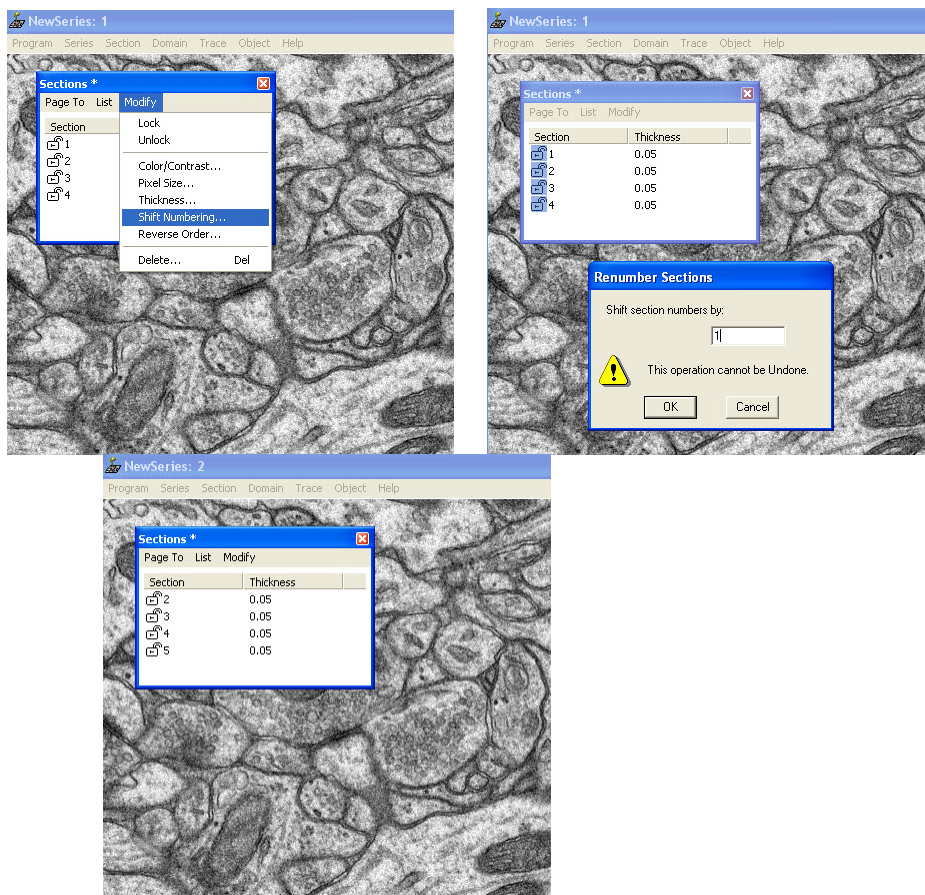 NewSeries: 1
Program Series Section Domain Trace Object Help
Sections *
Page To List Modify
Section
1
2
3
4
Lock
Unlock
Color/Contrast...
Pixel Size...
Thickness...
Shift Numbering...
Reverse Order...
Delete... Del
NewSeries: 1
Program Series Section Domain Trace Object Help
Sections *
Page To List Modify
Section Thickness
1 0.05
2 0.05
3 0.05
4 0.05
Renumber Sections
Shift section numbers by:
1
This operation cannot be Undone.
OK Cancel
NewSeries: 2
Program Series Section Domain Trace Object Help
Sections *
Page To List Modify
Section Thickness
2 0.05
3 0.05
4 0.05
5 0.05